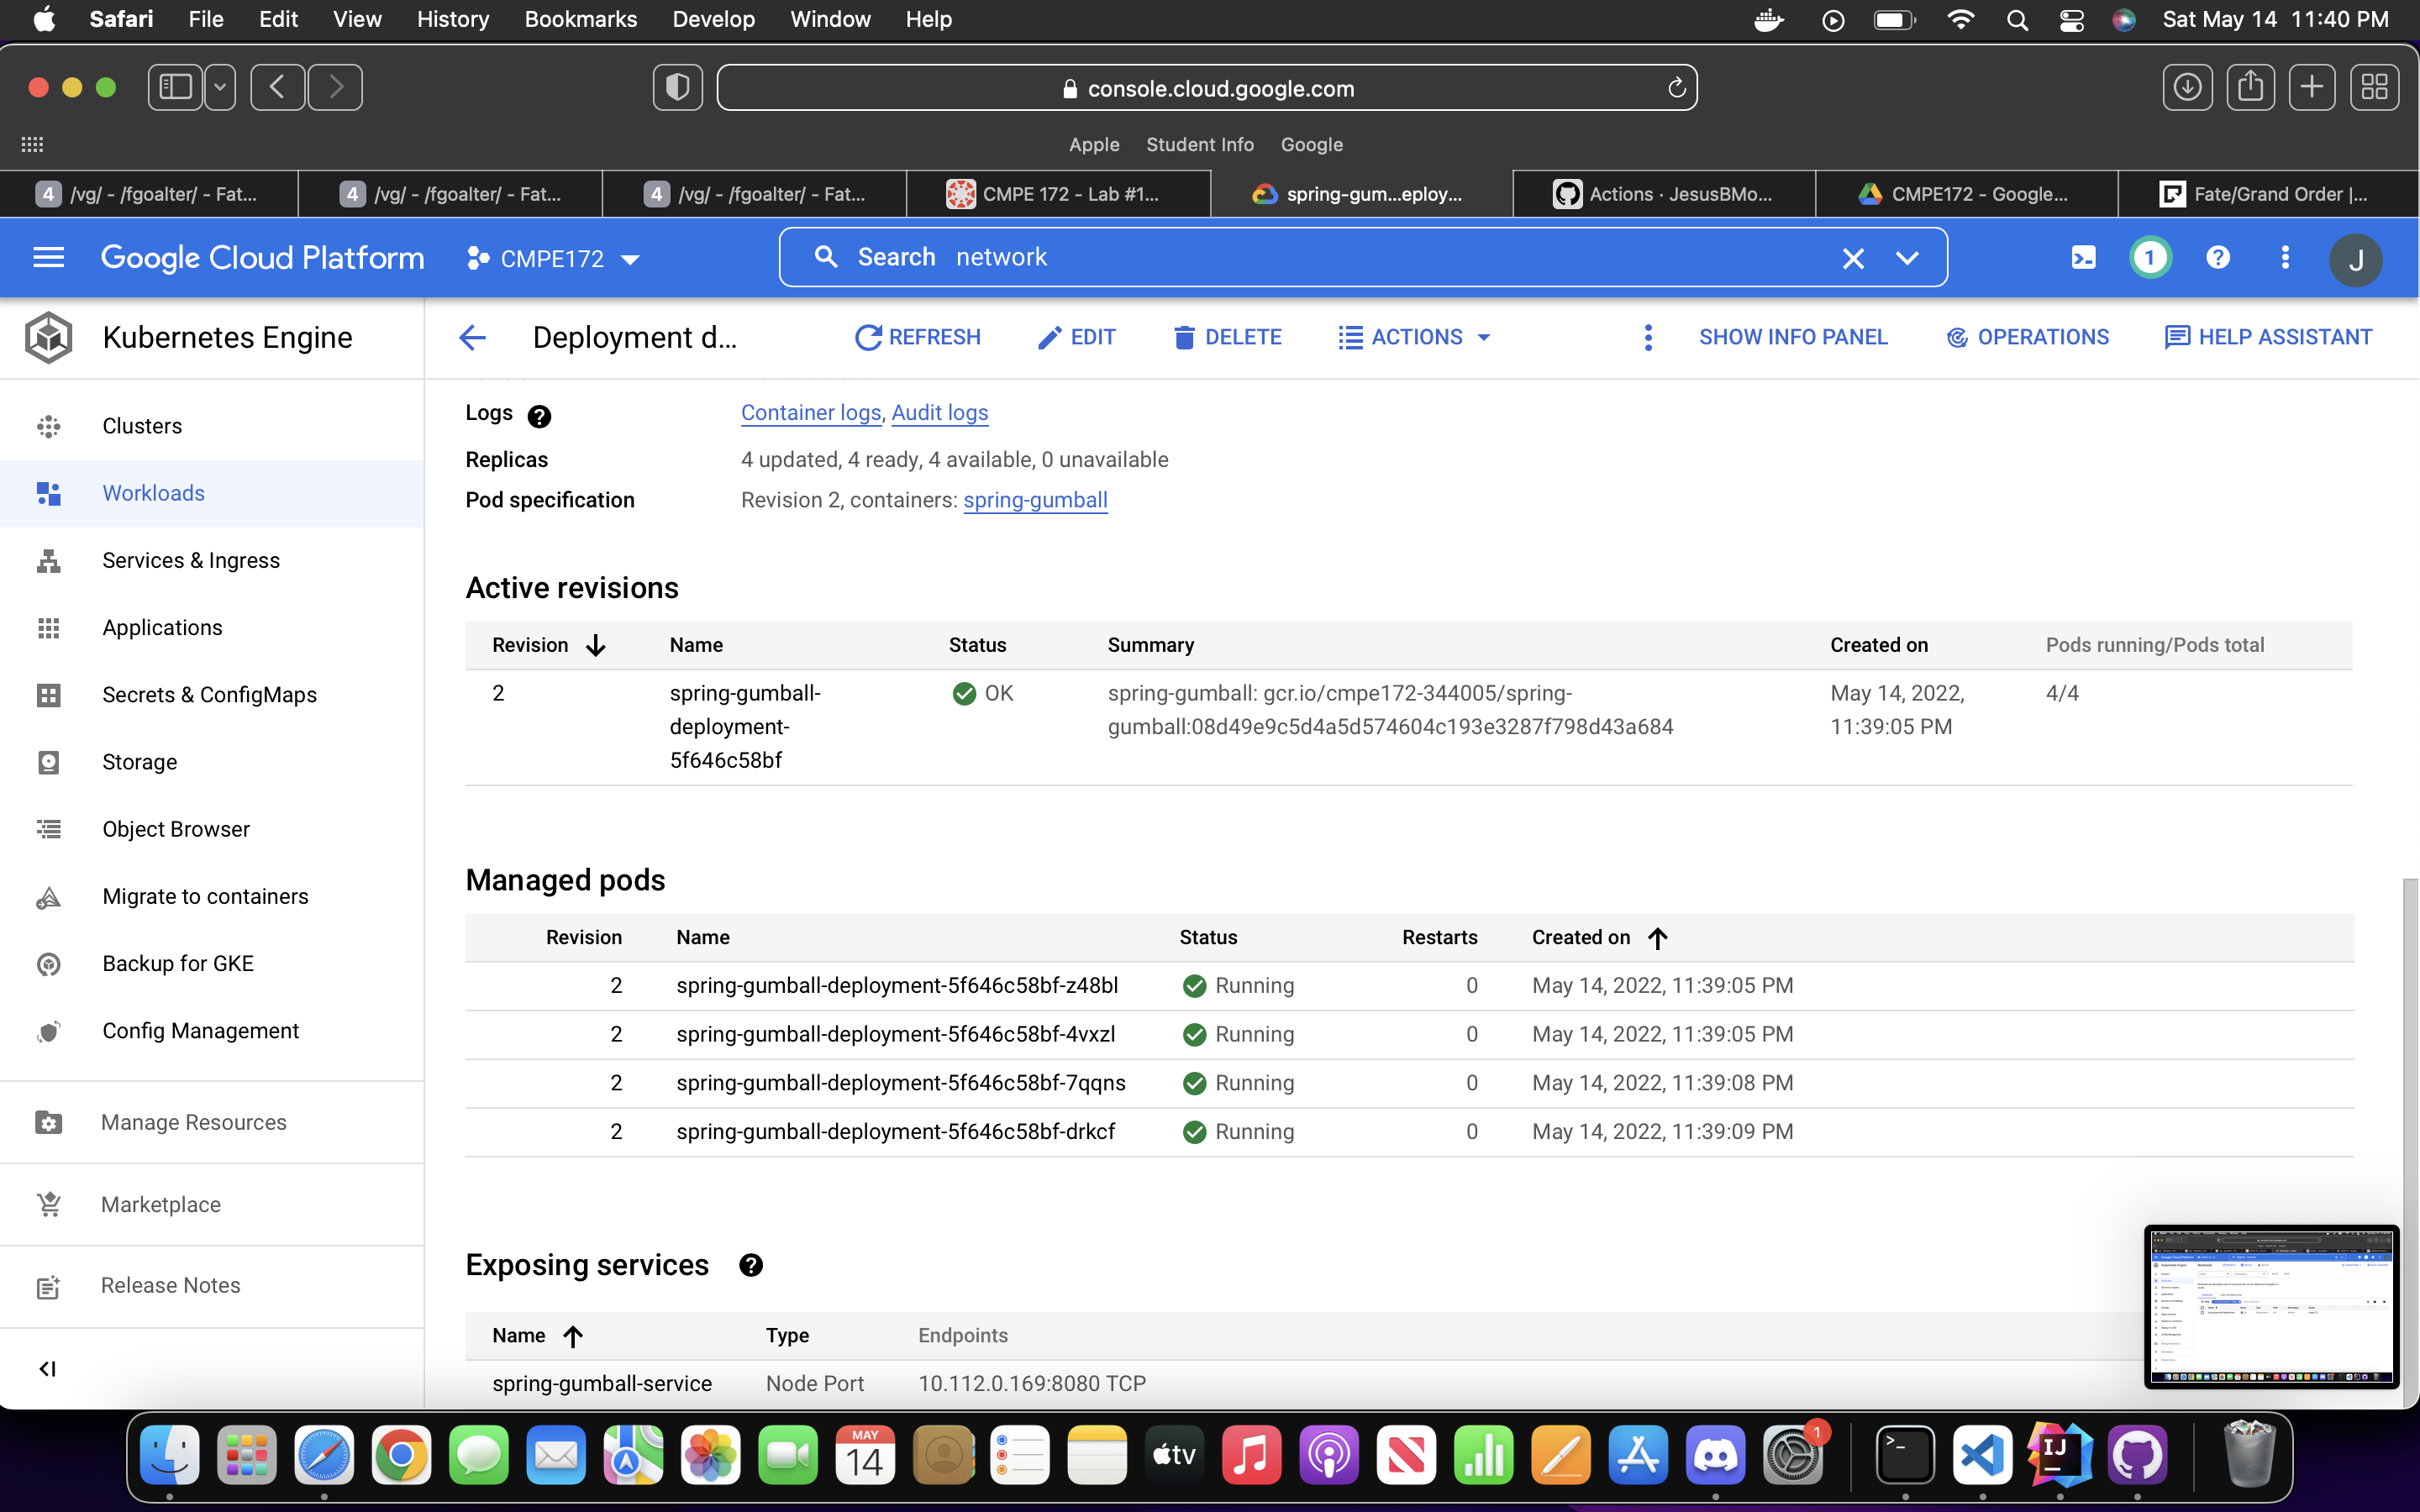 Safari File Edit View History Bookmarks Develop Window Help Sat May 14 11:40 PM
console.cloud.google.com
Apple Student Info Google
4 /vg/ - /fgoalter/ - Fat... 4 /vg/ - /fgoalter/ - Fat... 4 /vg/ - /fgoalter/ - Fat... CMPE 172 - Lab #1... spring-gum...eploy... Actions · JesusBMo... CMPE172 - Google... Fate/Grand Order |...
Google Cloud Platform CMPE172 Search network 1 J
Kubernetes Engine Deployment d... REFRESH EDIT DELETE ACTIONS SHOW INFO PANEL OPERATIONS HELP ASSISTANT
Clusters
Workloads
Services & Ingress
Applications
Secrets & ConfigMaps
Storage
Object Browser
Migrate to containers
Backup for GKE
Config Management
Manage Resources
Marketplace
Release Notes
Logs Container logs, Audit logs
Replicas 4 updated, 4 ready, 4 available, 0 unavailable
Pod specification Revision 2, containers: spring-gumball
Active revisions
Revision Name Status Summary Created on Pods running/Pods total
2 spring-gumball- OK spring-gumball: gcr.io/cmpe172-344005/spring- May 14, 2022, 4/4
deployment- gumball:08d49e9c5d4a5d574604c193e3287f798d43a684 11:39:05 PM
5f646c58bf
Managed pods
Revision Name Status Restarts Created on
2 spring-gumball-deployment-5f646c58bf-z48bl Running 0 May 14, 2022, 11:39:05 PM
2 spring-gumball-deployment-5f646c58bf-4vxzl Running 0 May 14, 2022, 11:39:05 PM
2 spring-gumball-deployment-5f646c58bf-7qqns Running 0 May 14, 2022, 11:39:08 PM
2 spring-gumball-deployment-5f646c58bf-drkcf Running 0 May 14, 2022, 11:39:09 PM
Exposing services
Name Type Endpoints
spring-gumball-service Node Port 10.112.0.169:8080 TCP
MAY
14
tv
1
IJ